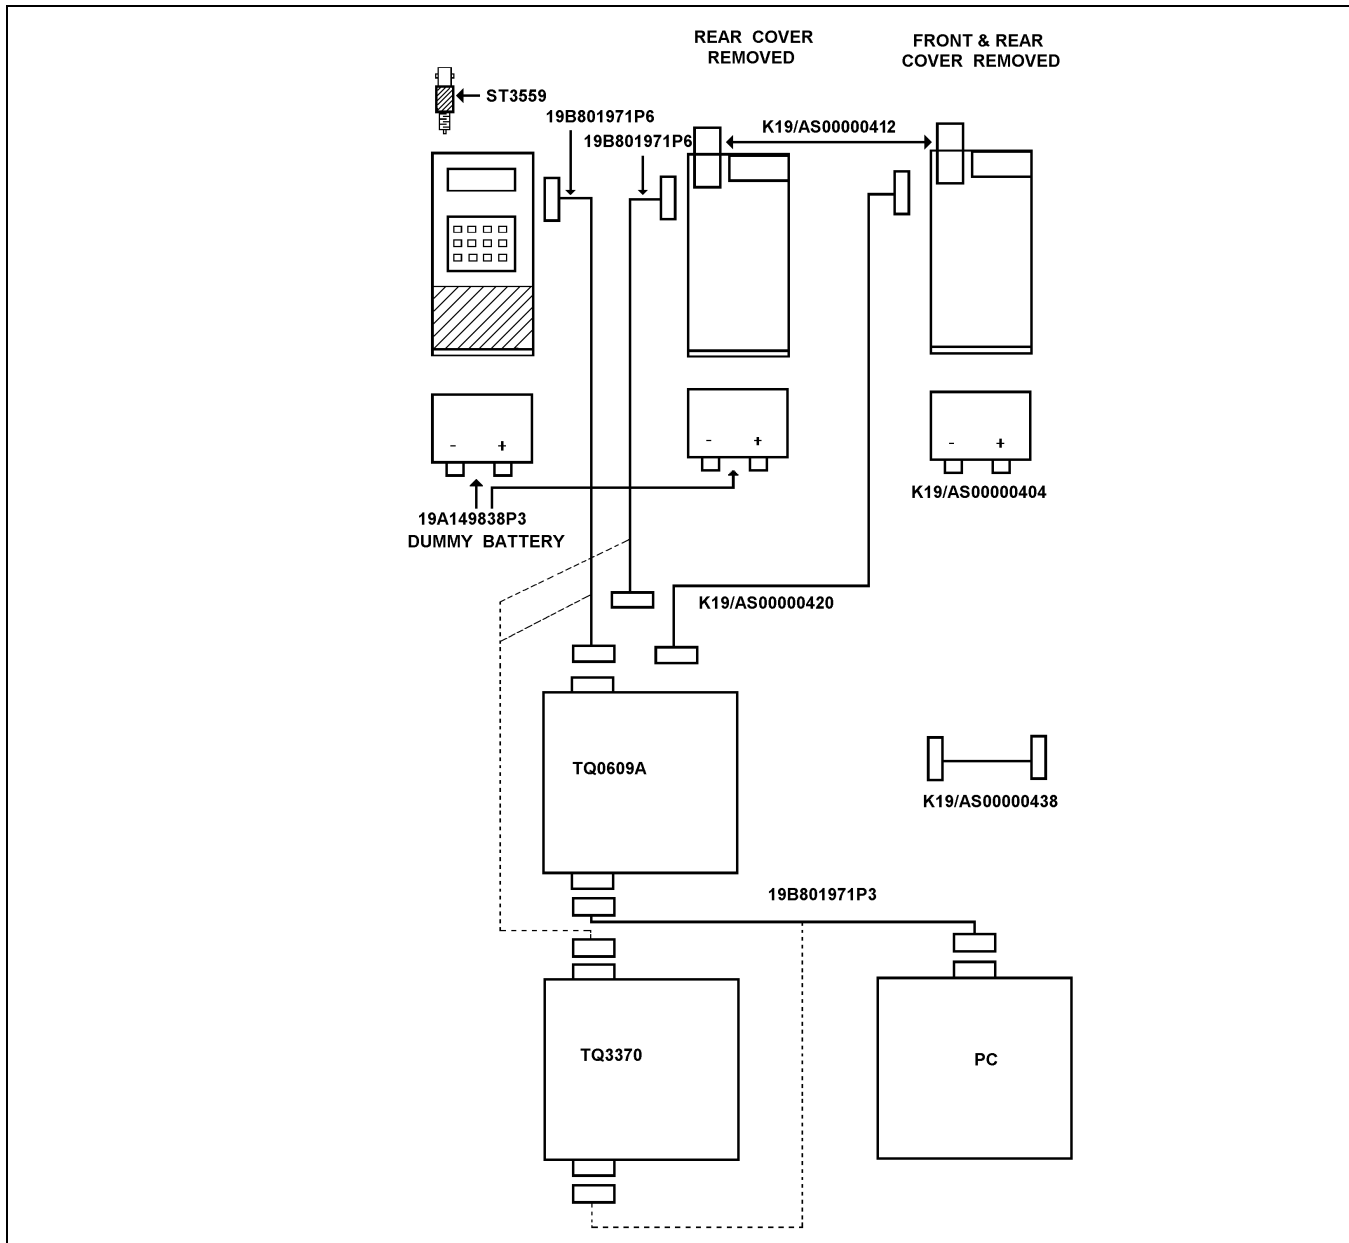 REAR COVER
REMOVED
FRONT & REAR
COVER REMOVED
ST3559
19B801971P6
19B801971P6
K19/AS00000412
- +
- +
- +
K19/AS00000404
19A149838P3
DUMMY BATTERY
K19/AS00000420
TQ0609A
K19/AS00000438
19B801971P3
TQ3370
PC